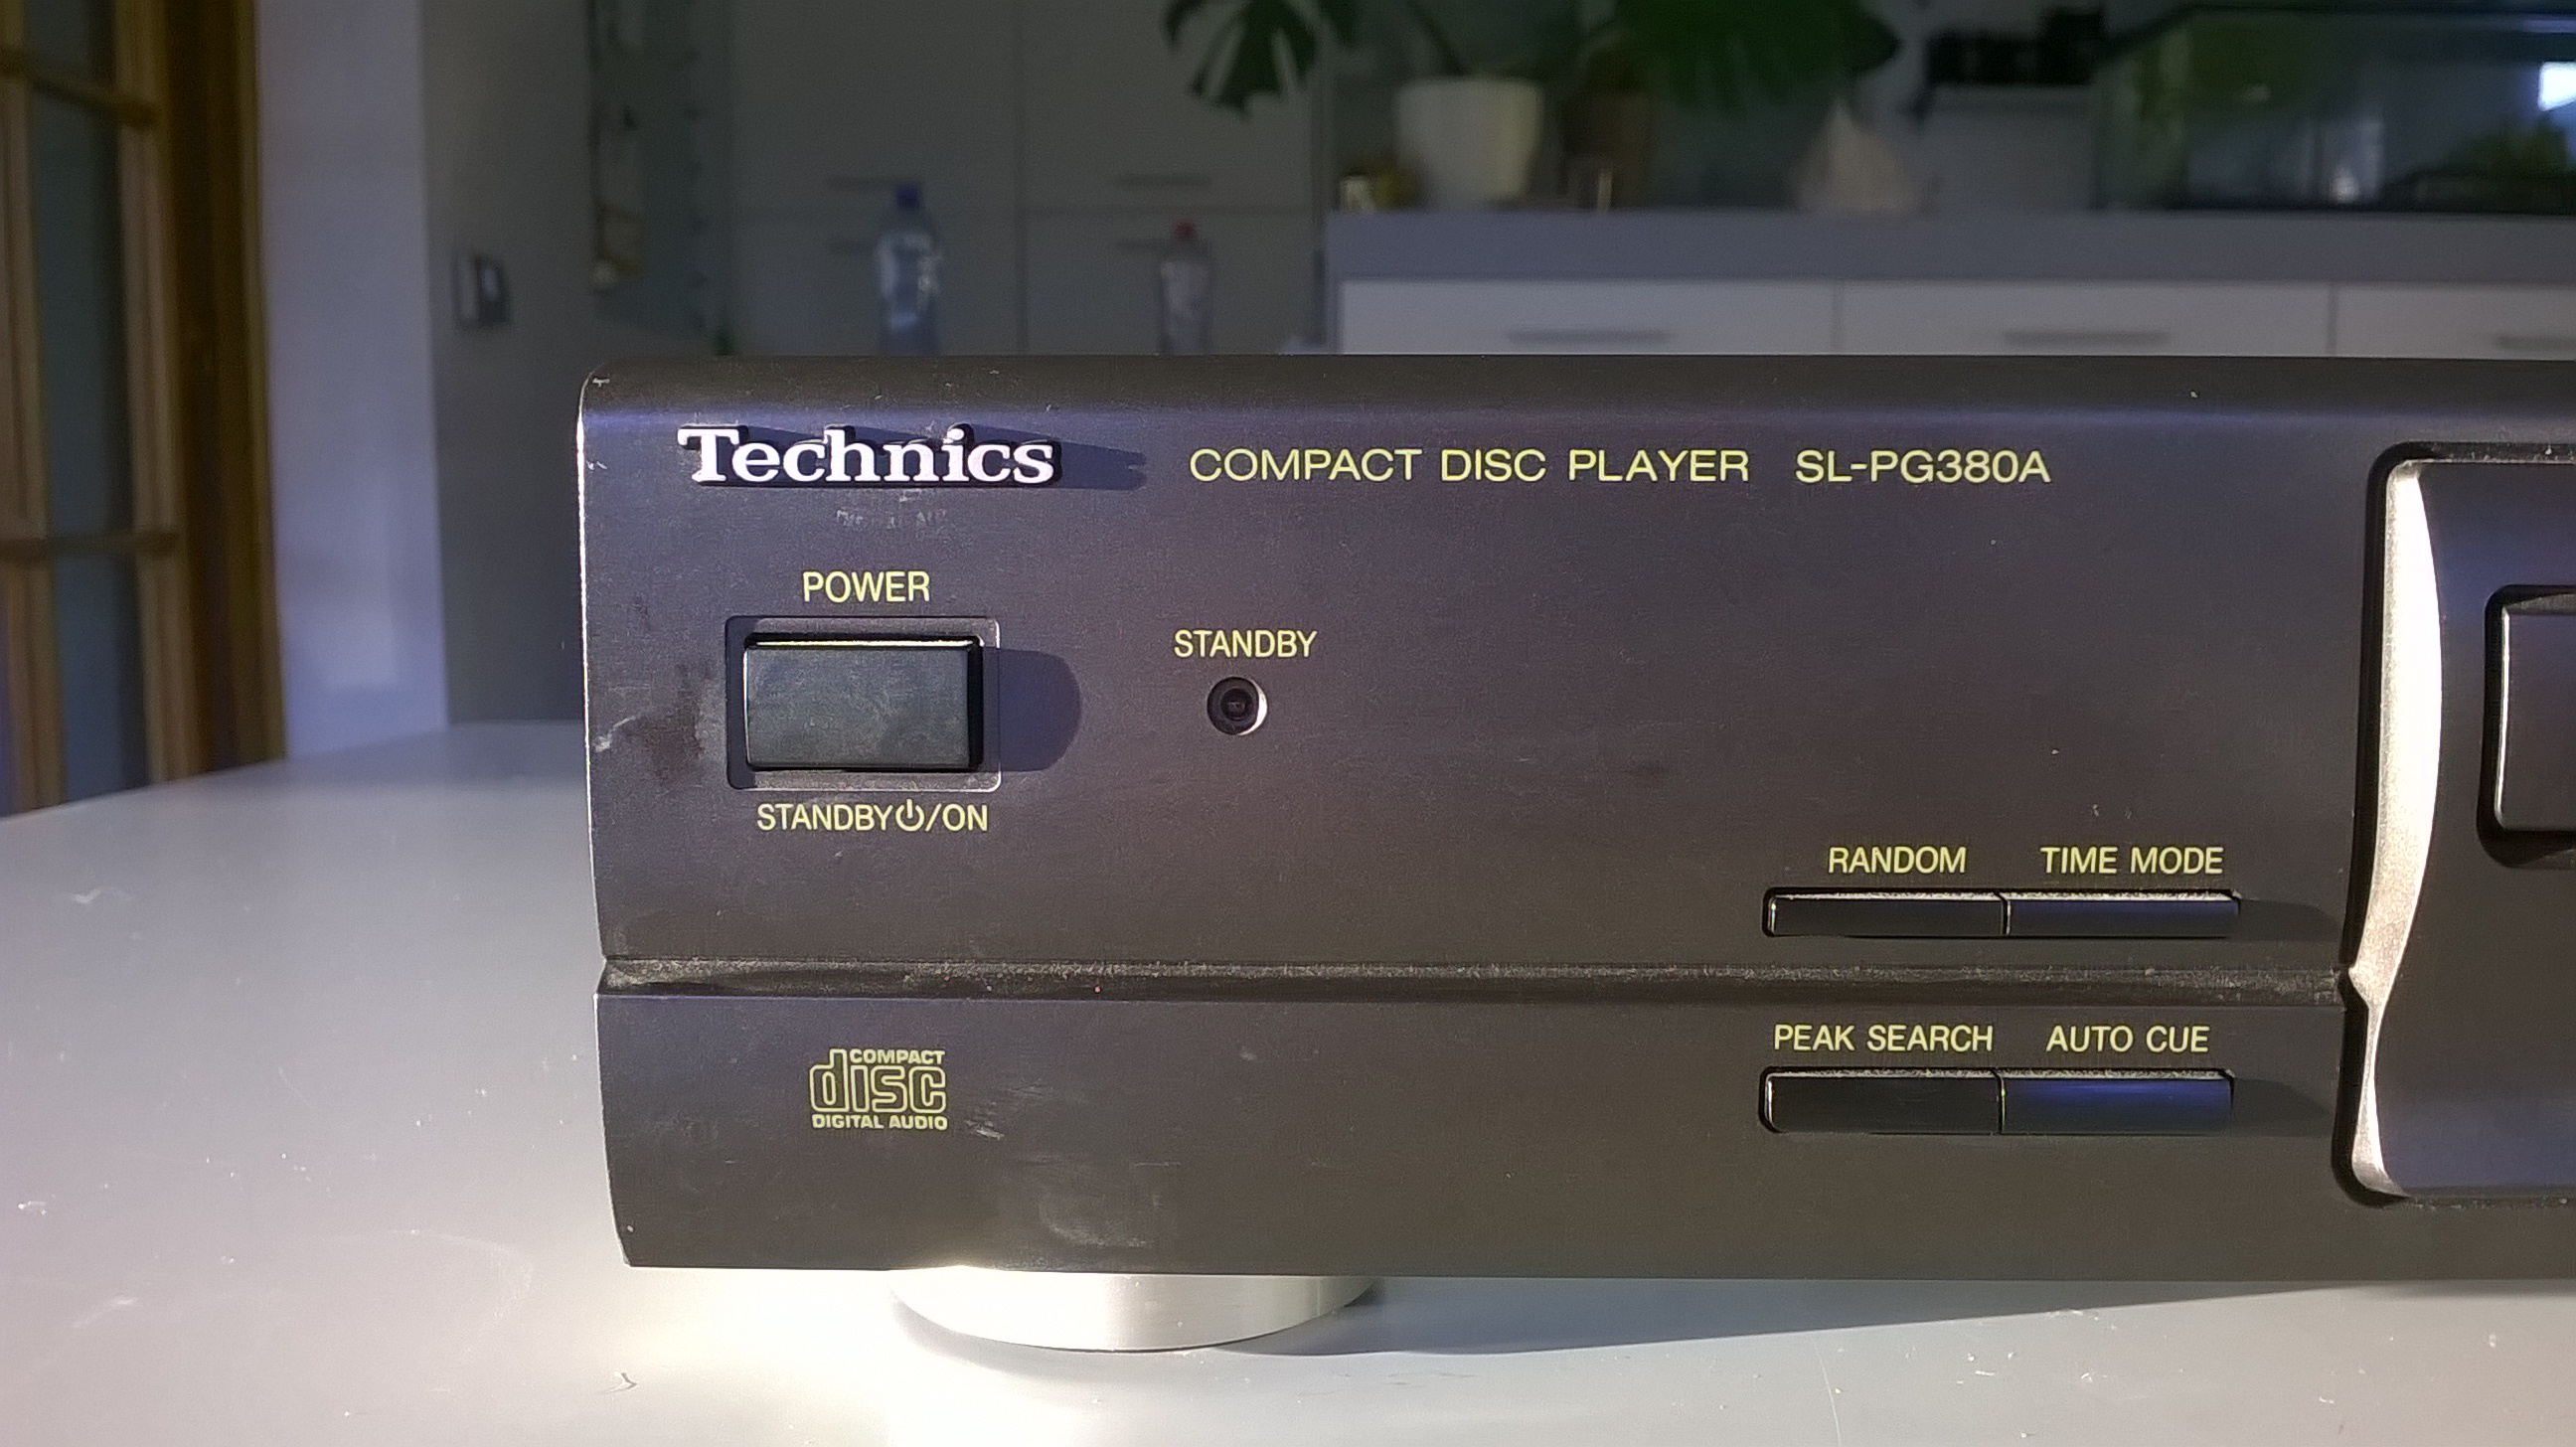 Technics
COMPACT DISC PLAYER SL-PG380A
POWER
STANDBY
STANDBY⏻/ON
RANDOM TIME MODE
PEAK SEARCH AUTO CUE
COMPACT
disc
DIGITAL AUDIO